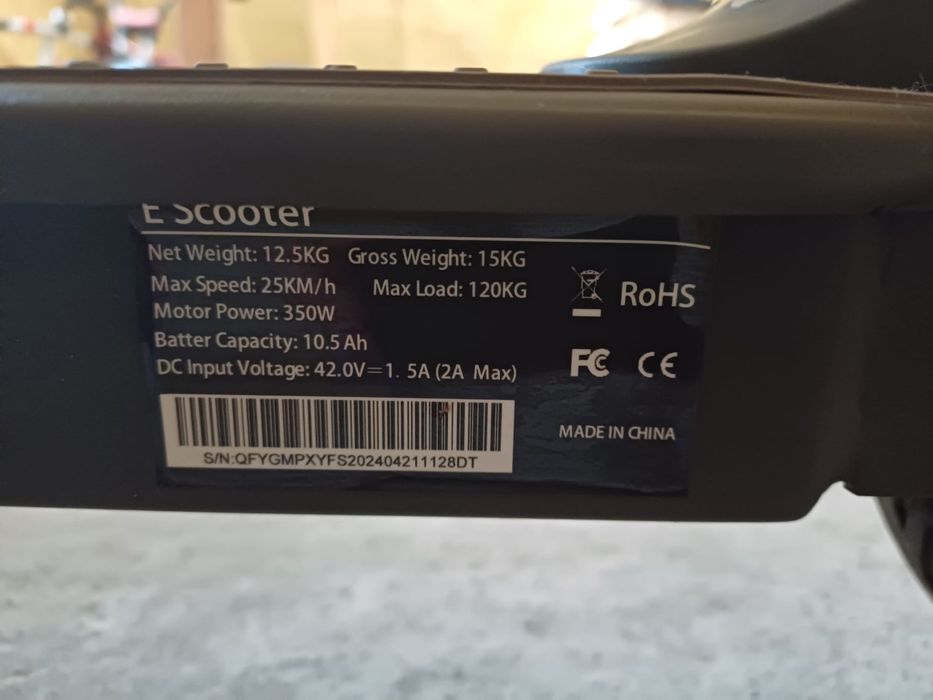 E Scooter
Net Weight: 12.5KG Gross Weight: 15KG
Max Speed: 25KM/h Max Load: 120KG
Motor Power: 350W
Batter Capacity: 10.5 Ah
DC Input Voltage: 42.0V=1. 5A (2A Max)
RoHS
FC CE
MADE IN CHINA
S/N:QFYGMPXYFS202404211128DT